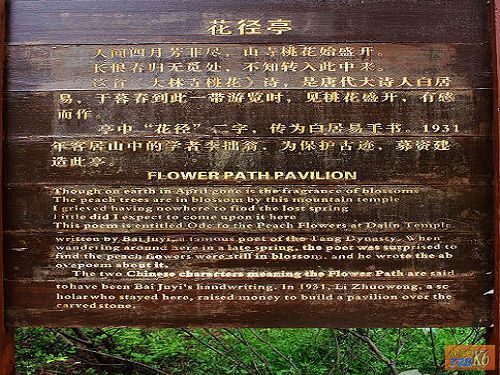 花径亭
人间四月芳菲尽，山寺桃花始盛开。
长恨春归无觅处，不知转入此中来。
这首《大林寺桃花》诗，是唐代大诗人白居
易，于暮春到此一带游览时，见桃花盛开，有感
而作。
亭中“花径”二字，传为白居易手书。1931
年客居山中的学者李拙翁，为保护古迹，募资建
造此亭。
FLOWER PATH PAVILION
Though on earth in April gone is the fragrance of blossoms
The peach trees are in blossom by this mountain temple
I grieved having nowhere to find the lost spring
Little did I expect to come upon it here
This poem is entitled Ode to the Peach Flowers at Dalin Temple
written by Bai Juyi, a famous poet of the Tang Dynasty. When
wandering around here in a late spring, the poet was surprised to
find the peach flowers were still in blossom, and he wrote the ab
ovepoem about it.
The two Chinese characters meaning the Flower Path are said
to have been Bai Juyi's handwriting. In 1931, Li Zhuoweng, a sc
holar who stayed here, raised money to build a pavilion over the
carved stone.
K6